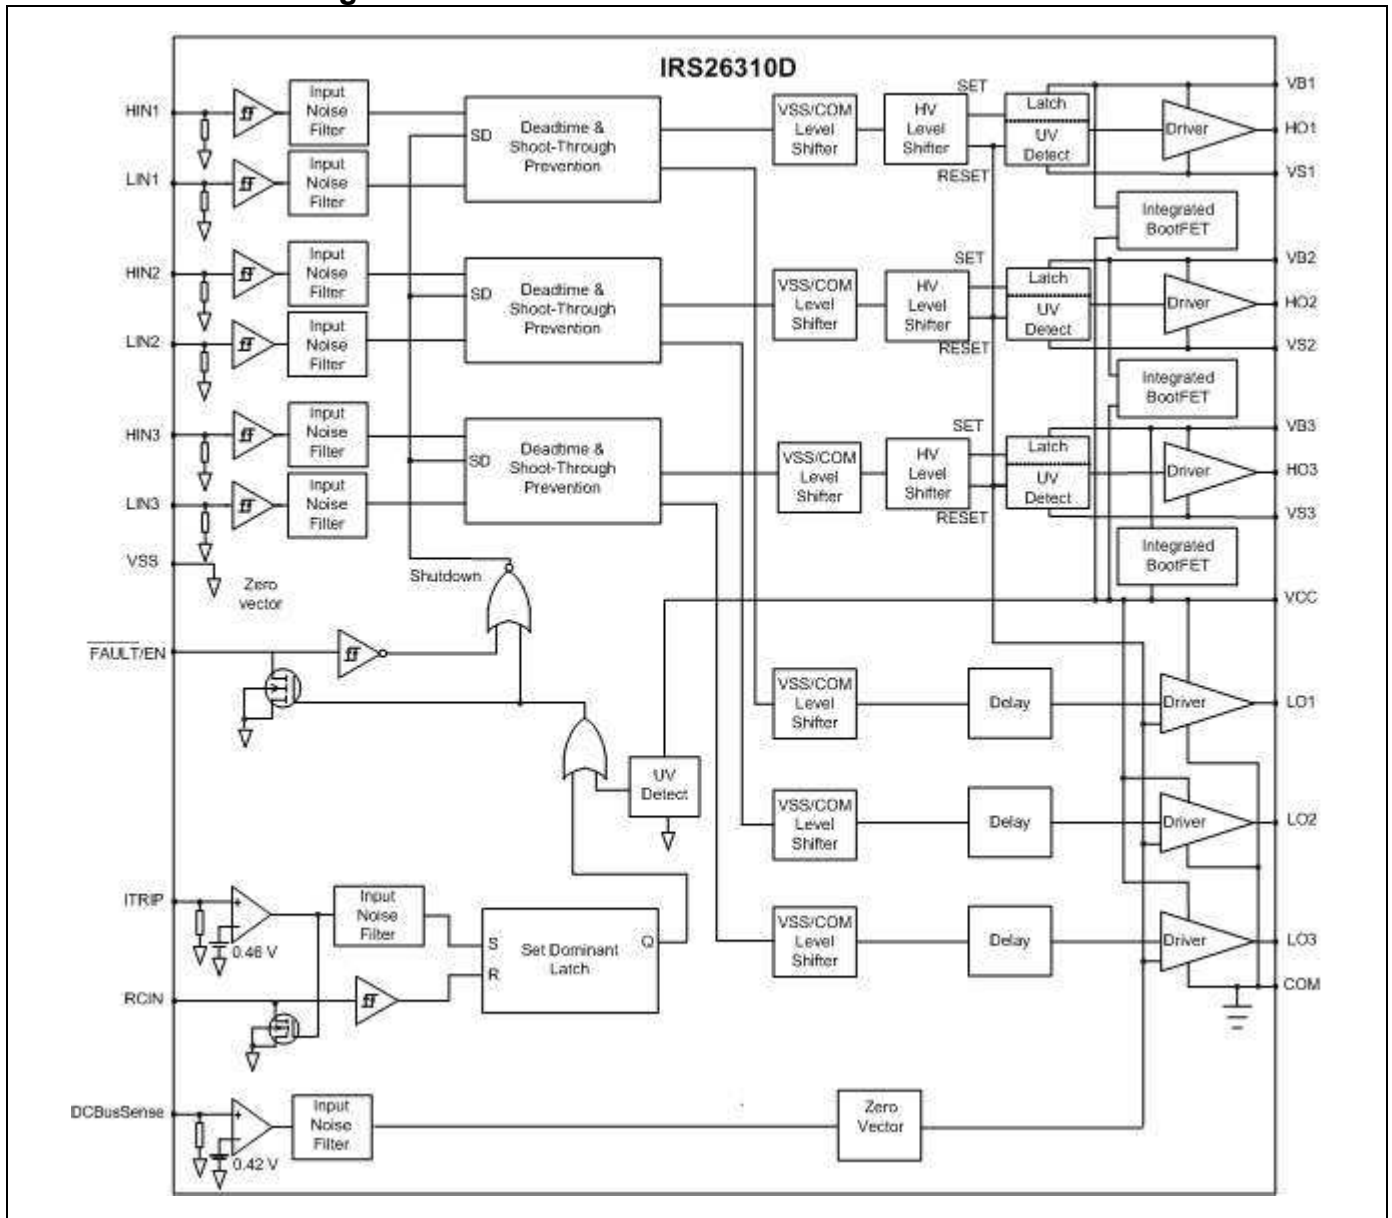 IRS26310D
HIN1
Input
Noise
Filter
SD
Deadtime &
Shoot-Through
Prevention
VSS/COM
Level
Shifter
HV
Level
Shifter
SET
RESET
Latch
UV
Detect
Driver
VB1
HO1
VS1
LIN1
Input
Noise
Filter
Integrated
BootFET
HIN2
Input
Noise
Filter
SD
Deadtime &
Shoot-Through
Prevention
VSS/COM
Level
Shifter
HV
Level
Shifter
SET
RESET
Latch
UV
Detect
Driver
VB2
HO2
VS2
LIN2
Input
Noise
Filter
Integrated
BootFET
HIN3
Input
Noise
Filter
SD
Deadtime &
Shoot-Through
Prevention
VSS/COM
Level
Shifter
HV
Level
Shifter
SET
RESET
Latch
UV
Detect
Driver
VB3
HO3
VS3
LIN3
Input
Noise
Filter
Integrated
BootFET
VSS
Zero
vector
Shutdown
VCC
FAULT/EN
VSS/COM
Level
Shifter
Delay
Driver
LO1
UV
Detect
VSS/COM
Level
Shifter
Delay
Driver
LO2
ITRIP
0.46 V
Input
Noise
Filter
S
R
Q
Set Dominant
Latch
VSS/COM
Level
Shifter
Delay
Driver
LO3
COM
RCIN
DCBusSense
0.42 V
Input
Noise
Filter
Zero
Vector